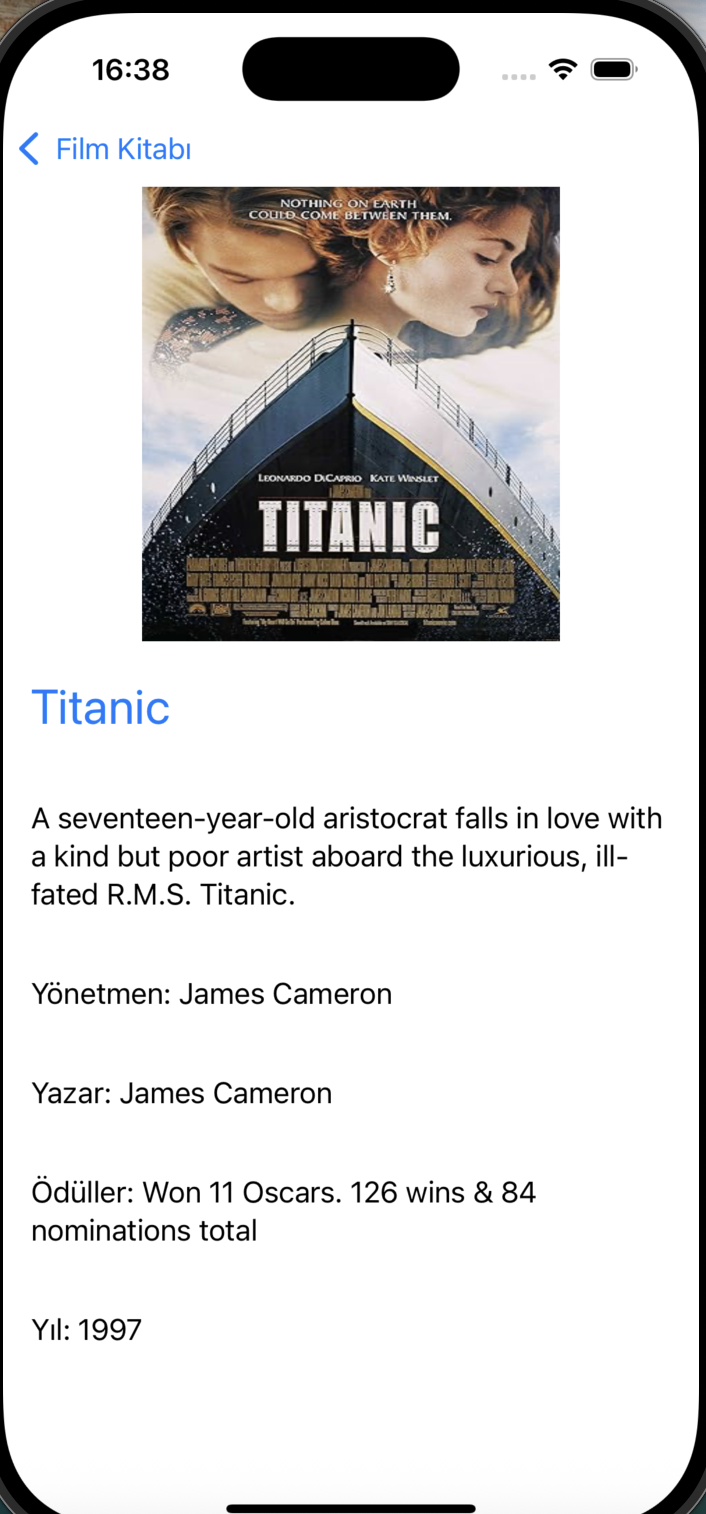 16:38
Film Kitabı
NOTHING ON EARTH
COULD COME BETWEEN THEM.
LEONARDO DiCAPRIO KATE WINSLET
TITANIC
Titanic
A seventeen-year-old aristocrat falls in love with
a kind but poor artist aboard the luxurious, ill-
fated R.M.S. Titanic.
Yönetmen: James Cameron
Yazar: James Cameron
Ödüller: Won 11 Oscars. 126 wins & 84
nominations total
Yıl: 1997